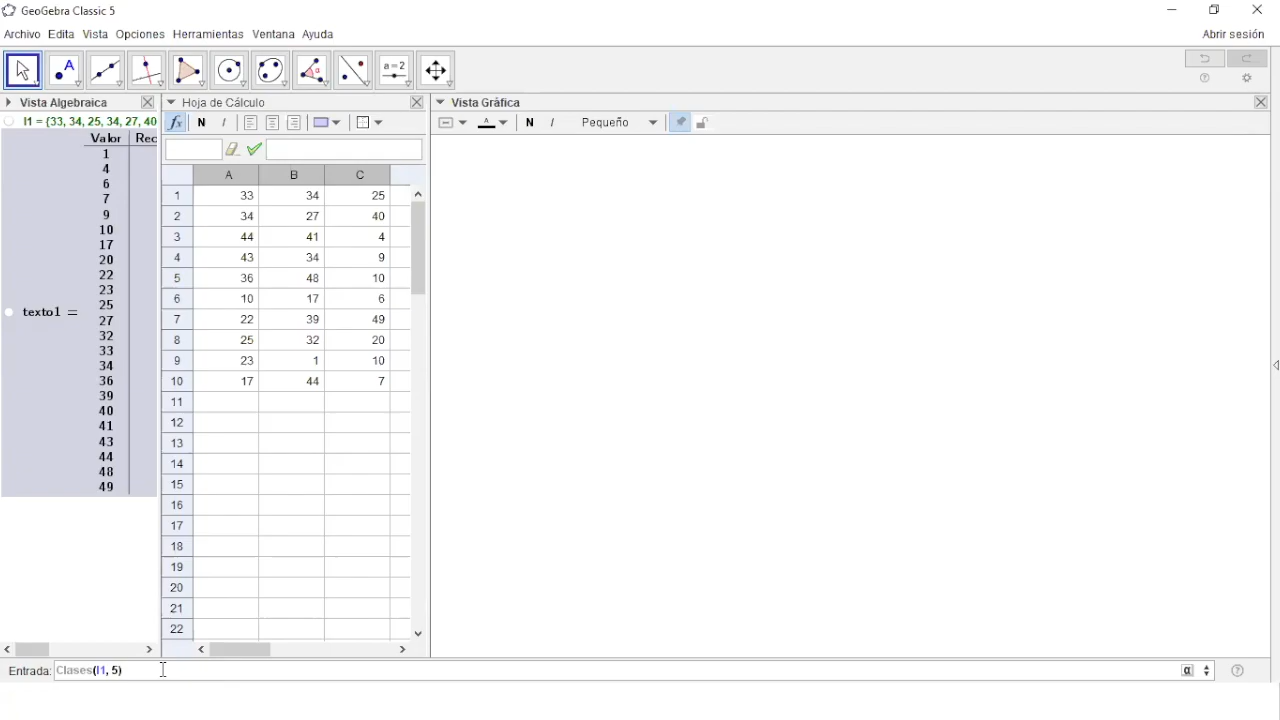 GeoGebra Classic 5
Archivo Edita Vista Opciones Herramientas Ventana Ayuda
Abrir sesión
A
α
a=2
Vista Algebraica
l1 = {33, 34, 25, 34, 27, 40
texto1 =
Valor Rec
1
4
6
7
9
10
17
20
22
23
25
27
32
33
34
36
39
40
41
43
44
48
49
Hoja de Cálculo
fx N I
A B C
1 33 34 25
2 34 27 40
3 44 41 4
4 43 34 9
5 36 48 10
6 10 17 6
7 22 39 49
8 25 32 20
9 23 1 10
10 17 44 7
11
12
13
14
15
16
17
18
19
20
21
22
Vista Gráfica
A N I Pequeño
Entrada: Clases(l1, 5)
α